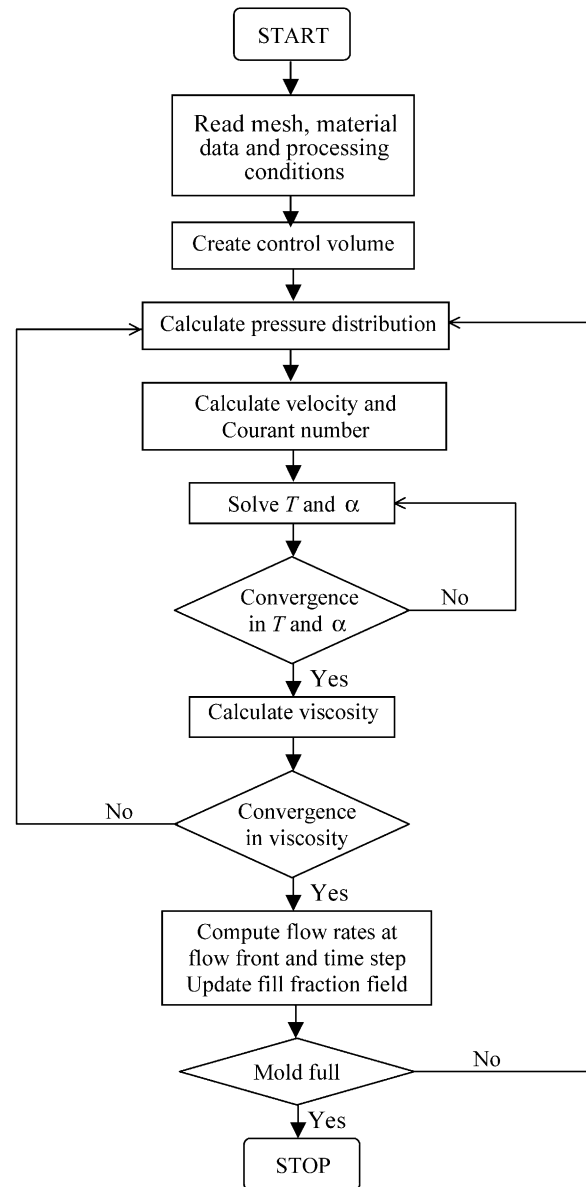 START
Read mesh, material
data and processing
conditions
Create control volume
Calculate pressure distribution
Calculate velocity and
Courant number
Solve T and α
Convergence
in T and α
No
Yes
Calculate viscosity
Convergence
in viscosity
No
Yes
Compute flow rates at
flow front and time step
Update fill fraction field
Mold full
No
Yes
STOP